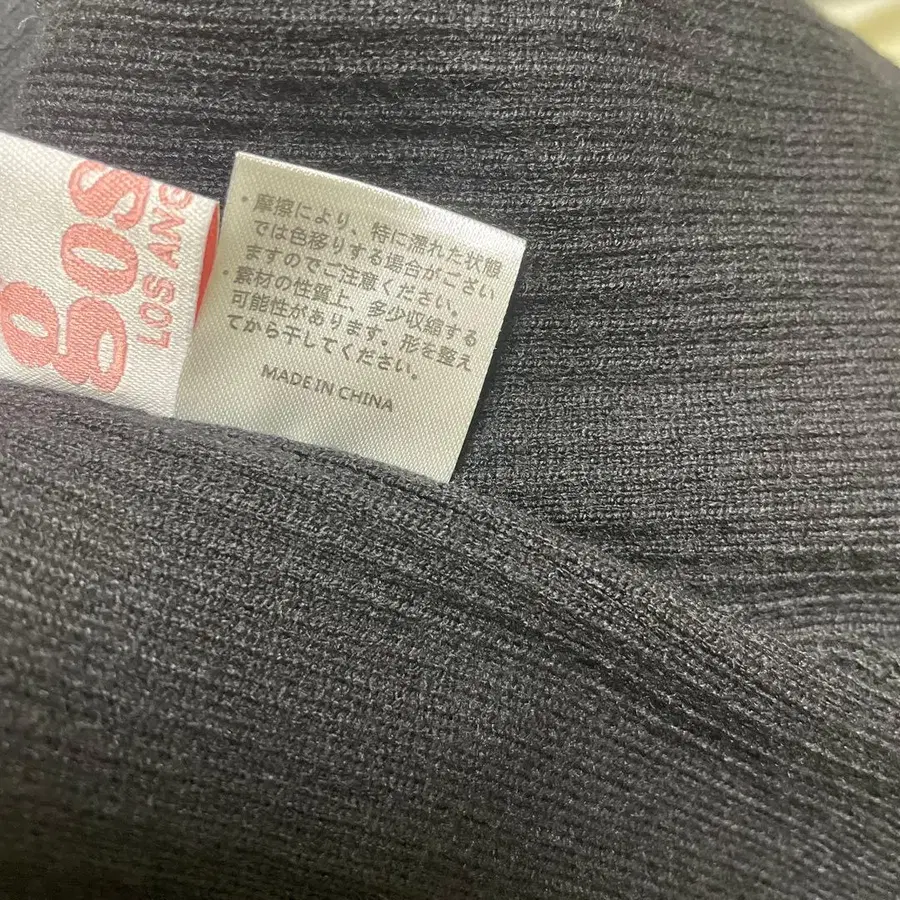 gos
LOS ANG
・摩擦により、特に濡れた状態
では色移りする場合がござい
ますのでご注意ください。
・素材の性質上、多少収縮する
可能性があります。形を整え
てから干してください。
MADE IN CHINA